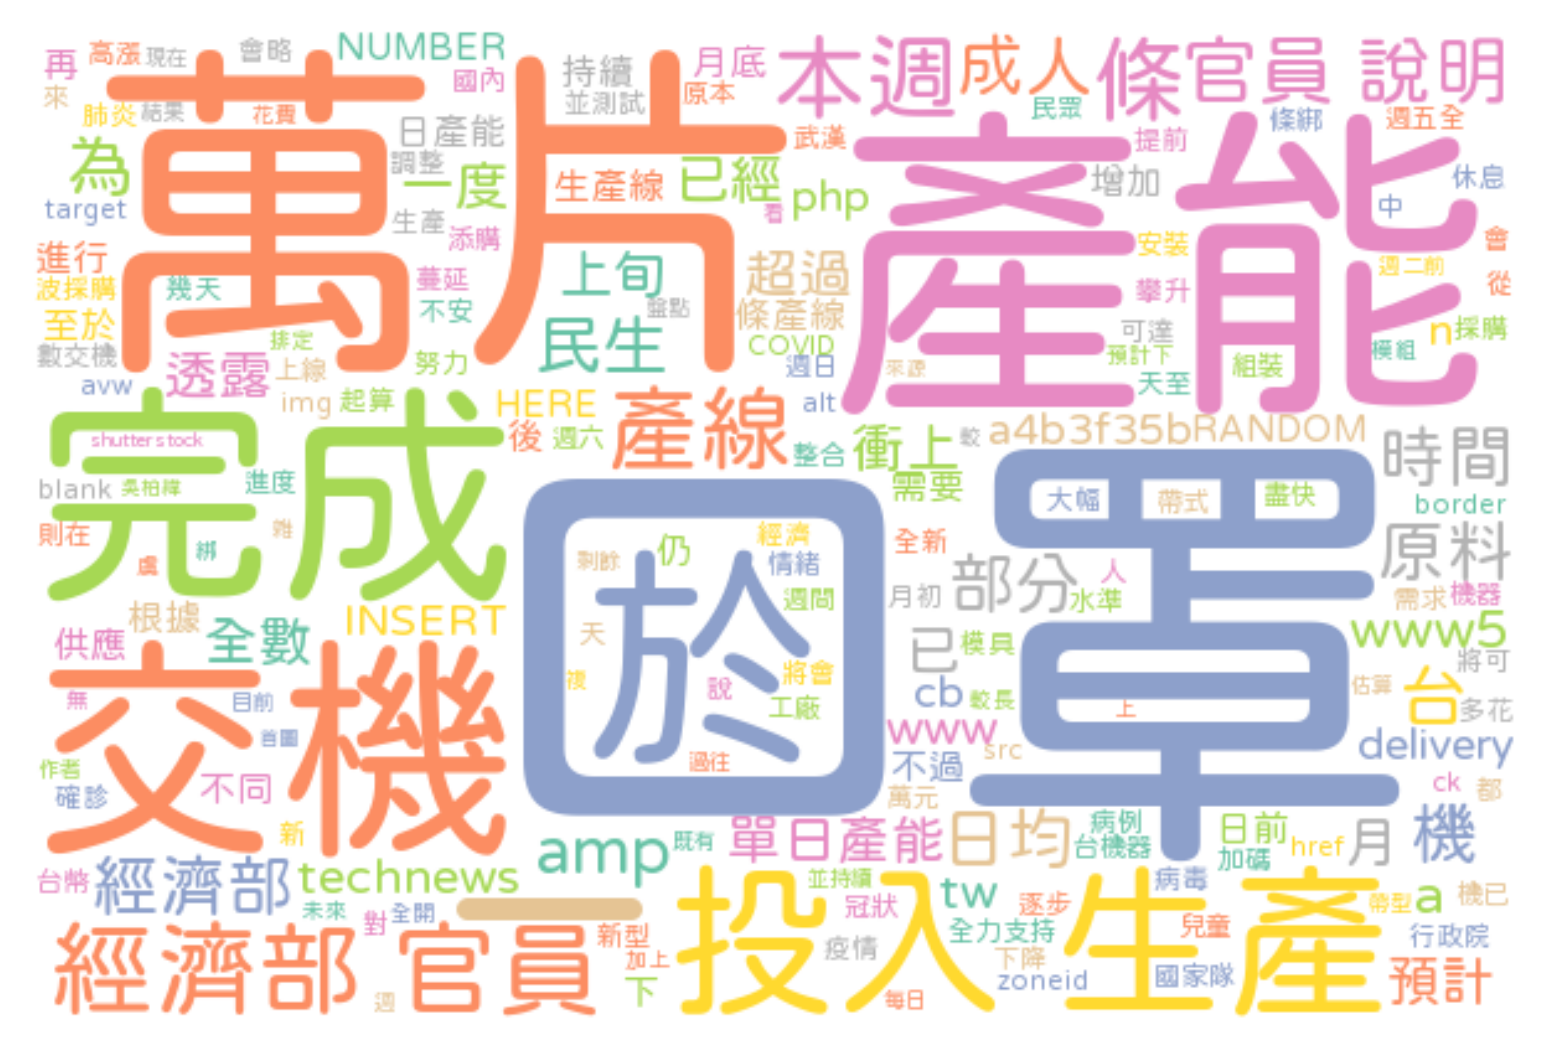 再 高漲 現在 會略 NUMBER
來
肺炎 結果 花費 國內
持續 月底
並測試 原本
本週 成人 條 官員 說明
民眾
萬片
日產能
調整
一度
生產
添購
為
target
進行
波採購 幾天
至於
數交機
蔓延
不安
排定
上線
努力
avw 透露
img 起算
生產線 已經
看 php
武漢
上旬 超過
盤點
民生 條產線
COVID
週日 來源
alt
產能
提前
增加
條綁
週五全
休息
中
安裝
會
週二前
從
攀升
可達
n 採購
預計下 模組
組裝
天至
完成
shutterstock
blank 吳柏緯
進度
則在
綁
雜
虞
HERE
後 週六
產線
整合
衝上 較
需要
a4b3f35bRANDOM
時間
border
原料
口罩
大幅 帶式 盡快
於
剩餘 仍 經濟
情緒
週間
天
複
將會
說
工廠
過往
全新
月初 部分 人
水準
需求 機器
已 模具
www5
將可
cb 較長
估算 台
多花
www
src
上
delivery
不過
萬元
ck 都
根據 INSERT
供應 全數
交機
無
目前
首圖
作者
確診 不同
新
單日產能 日均
病例
台機器
日前
加碼 href
月 機
台幣 經濟部 technews
amp 既有
未來 對 全開 一
並持續
冠狀
tw
病毒
逐步
全力支持
兒童
帶型 a 機已
行政院
經濟部 官員
週
新型
加上
下
投入生產
疫情
每日
下降
zoneid
國家隊
預計